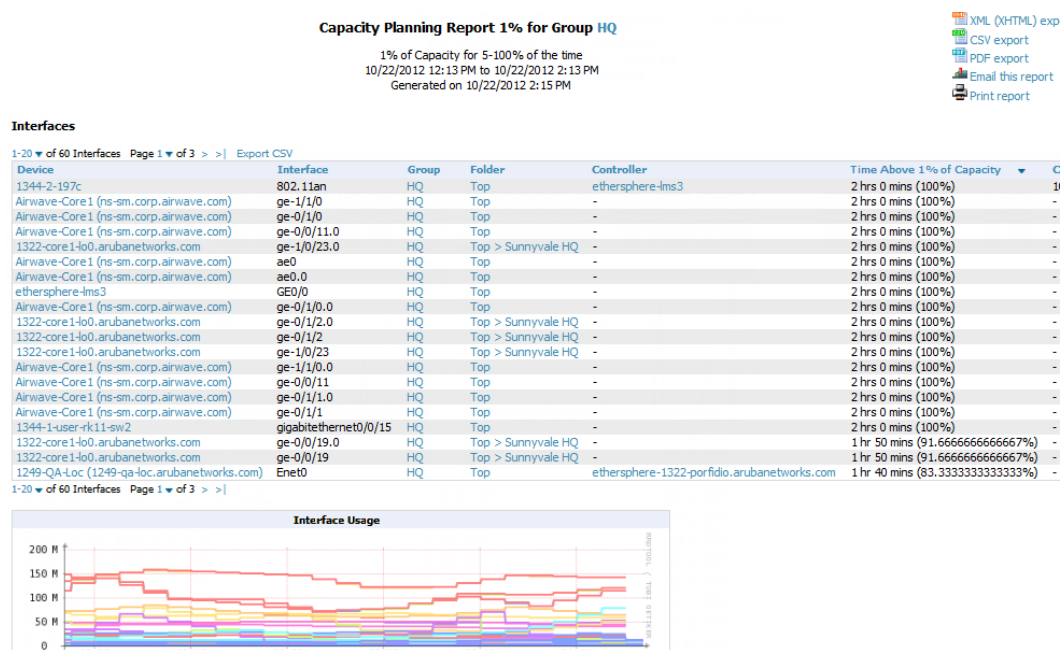 Capacity Planning Report 1% for Group HQ
1% of Capacity for 5-100% of the time
10/22/2012 12:13 PM to 10/22/2012 2:13 PM
Generated on 10/22/2012 2:15 PM
XML (XHTML) exp
CSV export
PDF export
Email this report
Print report
Interfaces
1-20 of 60 Interfaces Page 1 of 3 > >| Export CSV
Device Interface Group Folder Controller Time Above 1% of Capacity C
1344-2-197c 802.11an HQ Top ethersphere-lms3 2 hrs 0 mins (100%) 10
Airwave-Core1 (ns-sm.corp.airwave.com) ge-1/1/0 HQ Top - 2 hrs 0 mins (100%) -
Airwave-Core1 (ns-sm.corp.airwave.com) ge-0/1/0 HQ Top - 2 hrs 0 mins (100%) -
Airwave-Core1 (ns-sm.corp.airwave.com) ge-0/0/11.0 HQ Top - 2 hrs 0 mins (100%) -
1322-core1-lo0.arubanetworks.com ge-1/0/23.0 HQ Top > Sunnyvale HQ - 2 hrs 0 mins (100%) -
Airwave-Core1 (ns-sm.corp.airwave.com) ae0 HQ Top - 2 hrs 0 mins (100%) -
Airwave-Core1 (ns-sm.corp.airwave.com) ae0.0 HQ Top - 2 hrs 0 mins (100%) -
ethersphere-lms3 GE0/0 HQ Top - 2 hrs 0 mins (100%) -
Airwave-Core1 (ns-sm.corp.airwave.com) ge-0/1/0.0 HQ Top - 2 hrs 0 mins (100%) -
1322-core1-lo0.arubanetworks.com ge-0/1/2.0 HQ Top > Sunnyvale HQ - 2 hrs 0 mins (100%) -
1322-core1-lo0.arubanetworks.com ge-0/1/2 HQ Top > Sunnyvale HQ - 2 hrs 0 mins (100%) -
1322-core1-lo0.arubanetworks.com ge-1/0/23 HQ Top > Sunnyvale HQ - 2 hrs 0 mins (100%) -
Airwave-Core1 (ns-sm.corp.airwave.com) ge-1/1/0.0 HQ Top - 2 hrs 0 mins (100%) -
Airwave-Core1 (ns-sm.corp.airwave.com) ge-0/0/11 HQ Top - 2 hrs 0 mins (100%) -
Airwave-Core1 (ns-sm.corp.airwave.com) ge-0/1/1.0 HQ Top - 2 hrs 0 mins (100%) -
Airwave-Core1 (ns-sm.corp.airwave.com) ge-0/1/1 HQ Top - 2 hrs 0 mins (100%) -
1344-1-user-rk11-sw2 gigabitethernet0/0/15 HQ Top - 2 hrs 0 mins (100%) -
1322-core1-lo0.arubanetworks.com ge-0/0/19.0 HQ Top > Sunnyvale HQ - 1 hr 50 mins (91.6666666666667%) -
1322-core1-lo0.arubanetworks.com ge-0/0/19 HQ Top > Sunnyvale HQ - 1 hr 50 mins (91.6666666666667%) -
1249-QA-Loc (1249-qa-loc.arubanetworks.com) Enet0 HQ Top ethersphere-1322-porfidio.arubanetworks.com 1 hr 40 mins (83.3333333333333%) -
1-20 of 60 Interfaces Page 1 of 3 > >|
Interface Usage
200 M
150 M
100 M
50 M
0